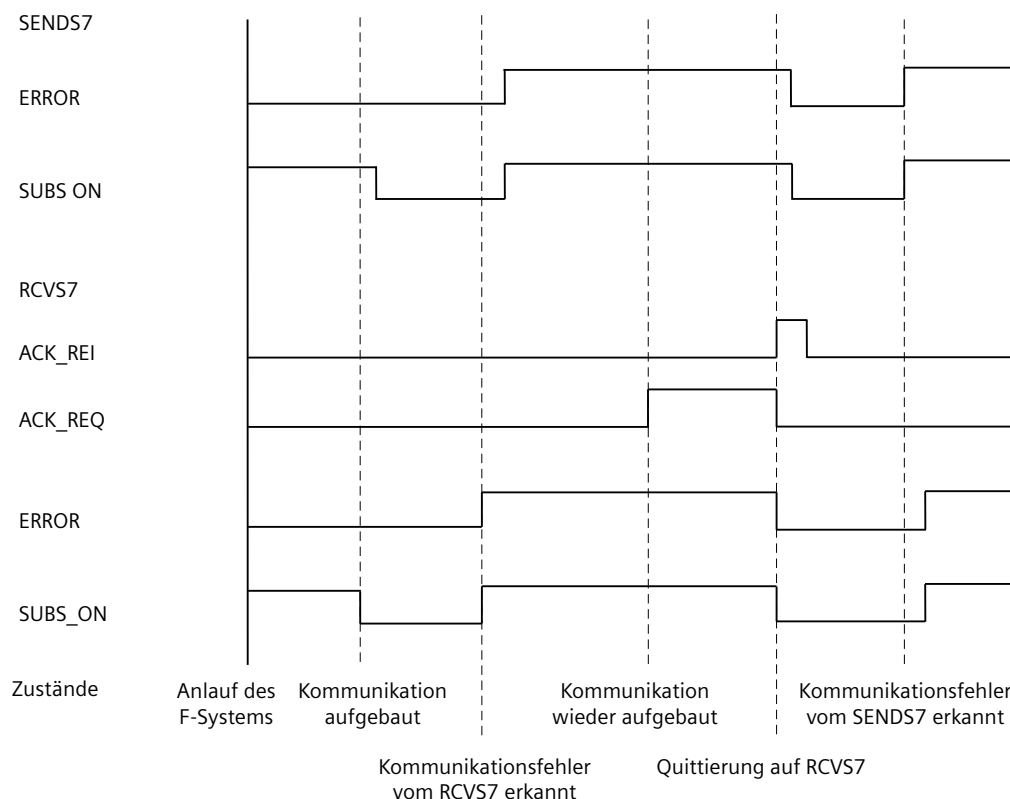 SENDS7
ERROR
SUBS ON
RCVS7
ACK_REI
ACK_REQ
ERROR
SUBS_ON
Zustände
Anlauf des
F-Systems
Kommunikation
aufgebaut
Kommunikation
wieder aufgebaut
Kommunikationsfehler
vom SENDS7 erkannt
Kommunikationsfehler
vom RCVS7 erkannt
Quittierung auf RCVS7